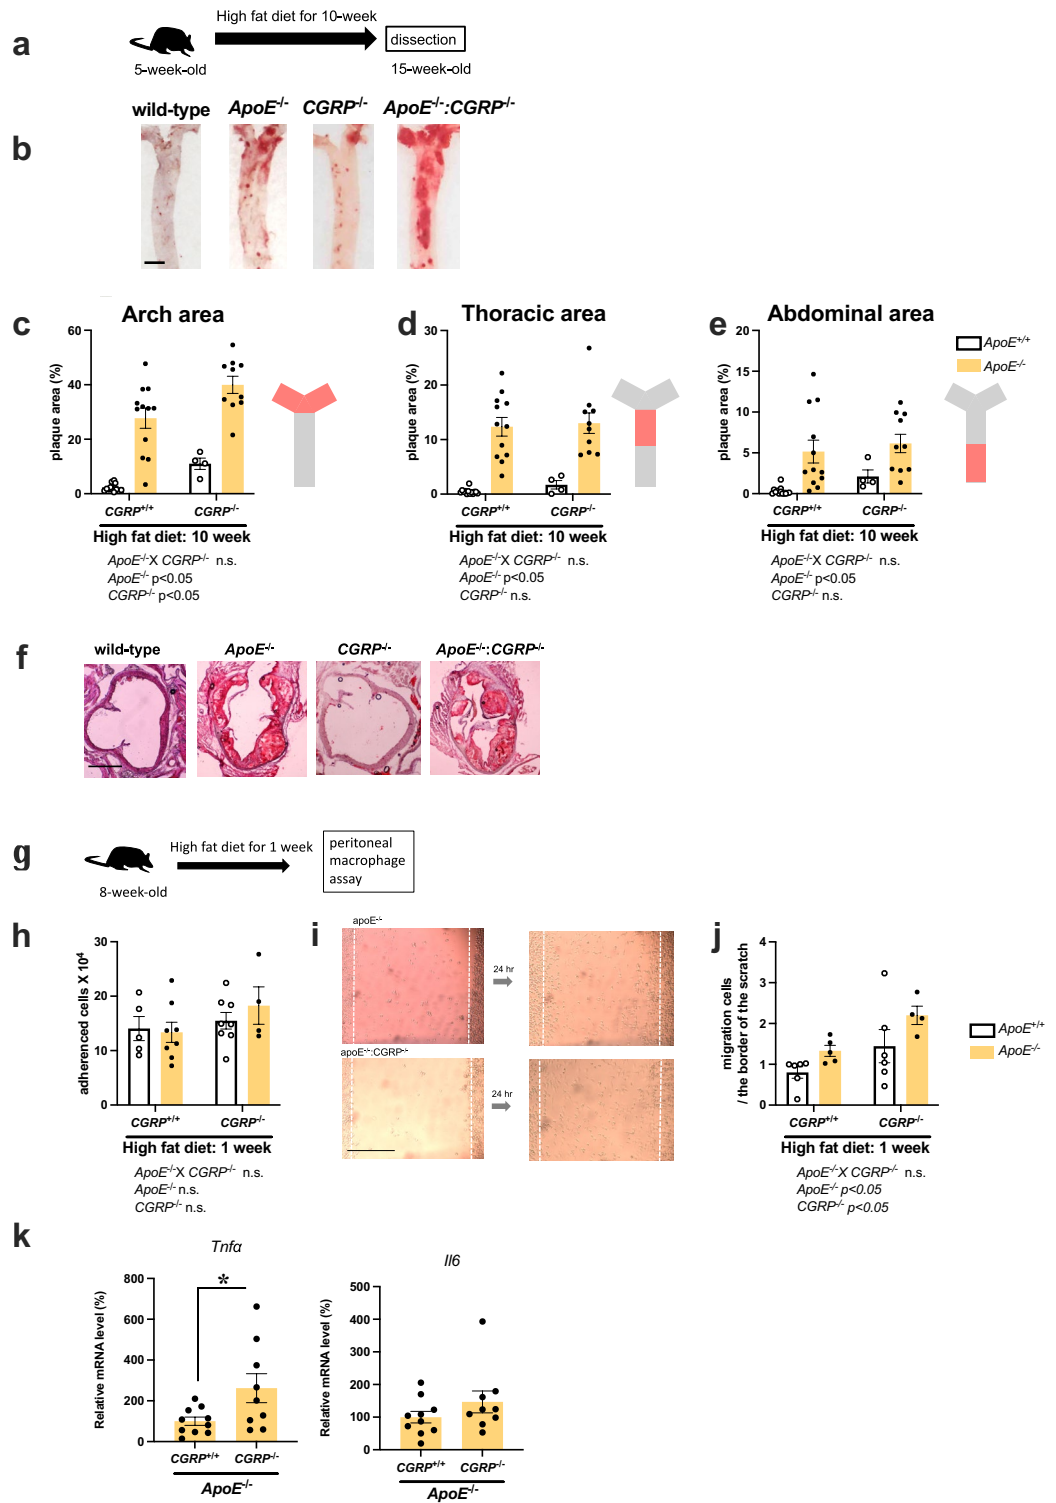 a
High fat diet for 10-week
dissection
5-week-old
15-week-old
wild-type ApoE-/- CGRP-/- ApoE-/-:CGRP-/-
b
c
Arch area
plaque area (%)
60
40
20
0
CGRP+/+ CGRP-/-
High fat diet: 10 week
ApoE-/-X CGRP-/- n.s.
ApoE-/- p<0.05
CGRP-/- p<0.05
d
Thoracic area
plaque area (%)
30
20
10
0
CGRP+/+ CGRP-/-
High fat diet: 10 week
ApoE-/-X CGRP-/- n.s.
ApoE-/- p<0.05
CGRP-/- n.s.
e
Abdominal area
plaque area (%)
20
15
10
5
0
CGRP+/+ CGRP-/-
High fat diet: 10 week
ApoE-/-X CGRP-/- n.s.
ApoE-/- p<0.05
CGRP-/- n.s.
ApoE+/+
ApoE-/-
f
wild-type ApoE-/- CGRP-/- ApoE-/-:CGRP-/-
g
High fat diet for 1 week
8-week-old
peritoneal
macrophage
assay
h
adherenced cells X 10⁴
30
20
10
0
CGRP+/+ CGRP-/-
High fat diet: 1 week
ApoE-/-X CGRP-/- n.s.
ApoE-/- n.s.
CGRP-/- n.s.
i
apoE-/-
24 hr
apoE-/-:CGRP-/-
24 hr
j
migration cells
/ the border of the scratch
4
3
2
1
0
CGRP+/+ CGRP-/-
High fat diet: 1 week
ApoE-/-X CGRP-/- n.s.
ApoE-/- p<0.05
CGRP-/- p<0.05
ApoE+/+
ApoE-/-
k
Tnfα
Relative mRNA level (%)
800
600
400
200
0
*
CGRP+/+ CGRP-/-
ApoE-/-
Il6
Relative mRNA level (%)
500
400
300
200
100
0
CGRP+/+ CGRP-/-
ApoE-/-